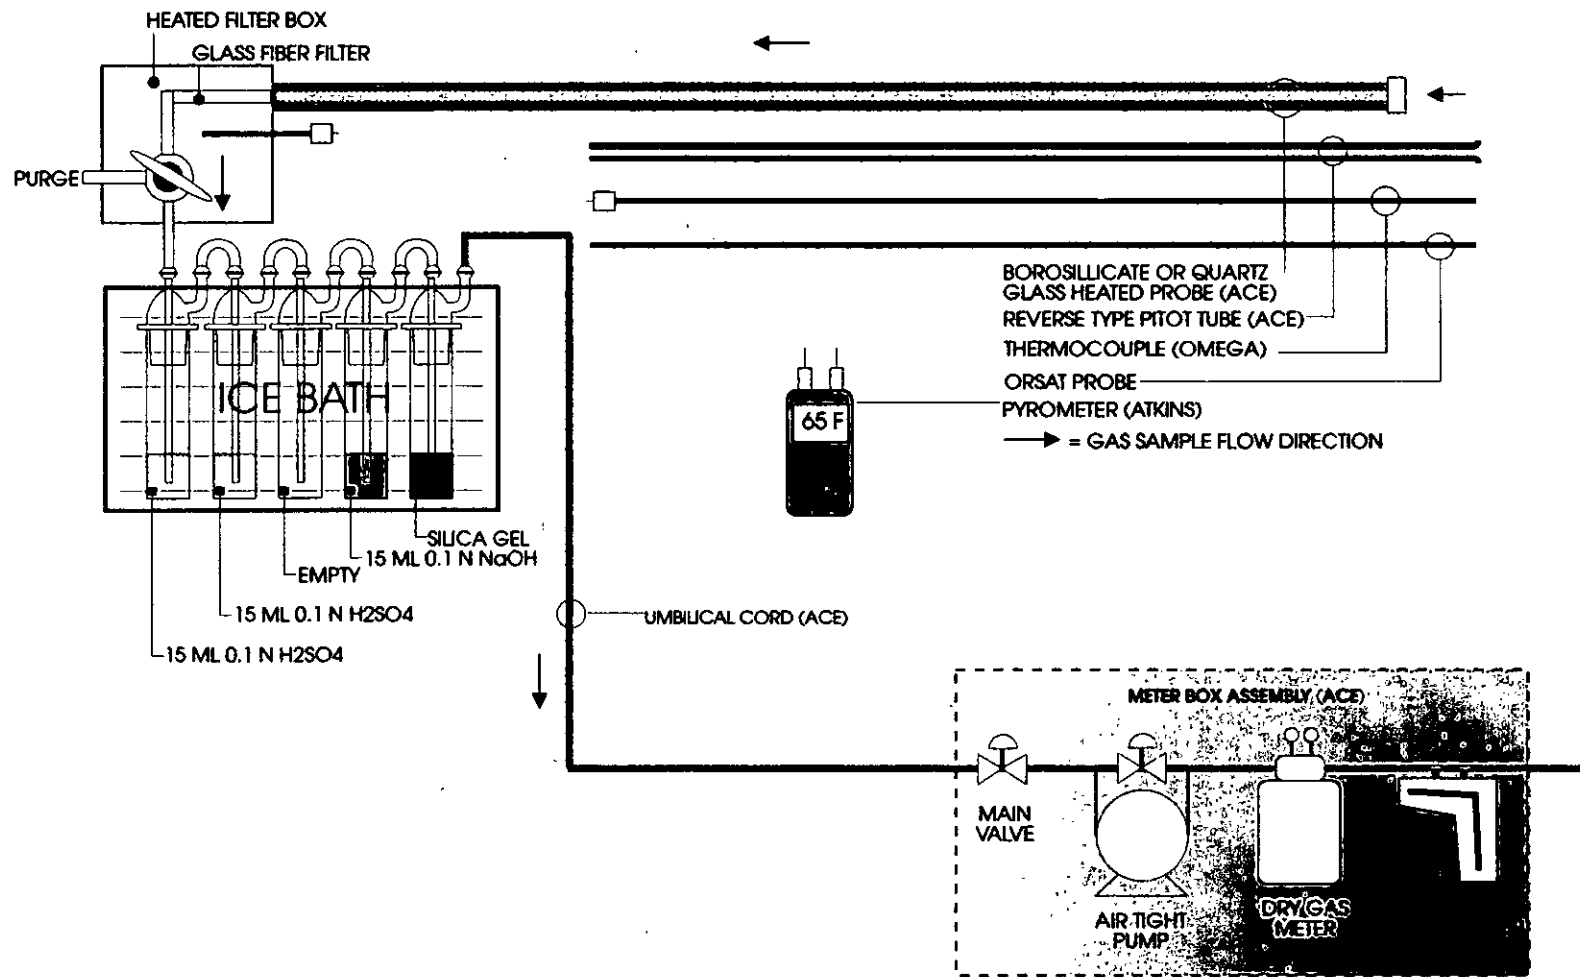 HEATED FILTER BOX
GLASS FIBER FILTER
PURGE
BOROSILLICATE OR QUARTZ
GLASS HEATED PROBE (ACE)
REVERSE TYPE PITOT TUBE (ACE)
THERMOCOUPLE (OMEGA)
ORSAT PROBE
PYROMETER (ATKINS)
= GAS SAMPLE FLOW DIRECTION
65 F
ICE BATH
SILICA GEL
15 ML 0.1 N NaOH
EMPTY
15 ML 0.1 N H2SO4
15 ML 0.1 N H2SO4
UMBILICAL CORD (ACE)
METER BOX ASSEMBLY (ACE)
MAIN
VALVE
AIR TIGHT
PUMP
DRY GAS
METER